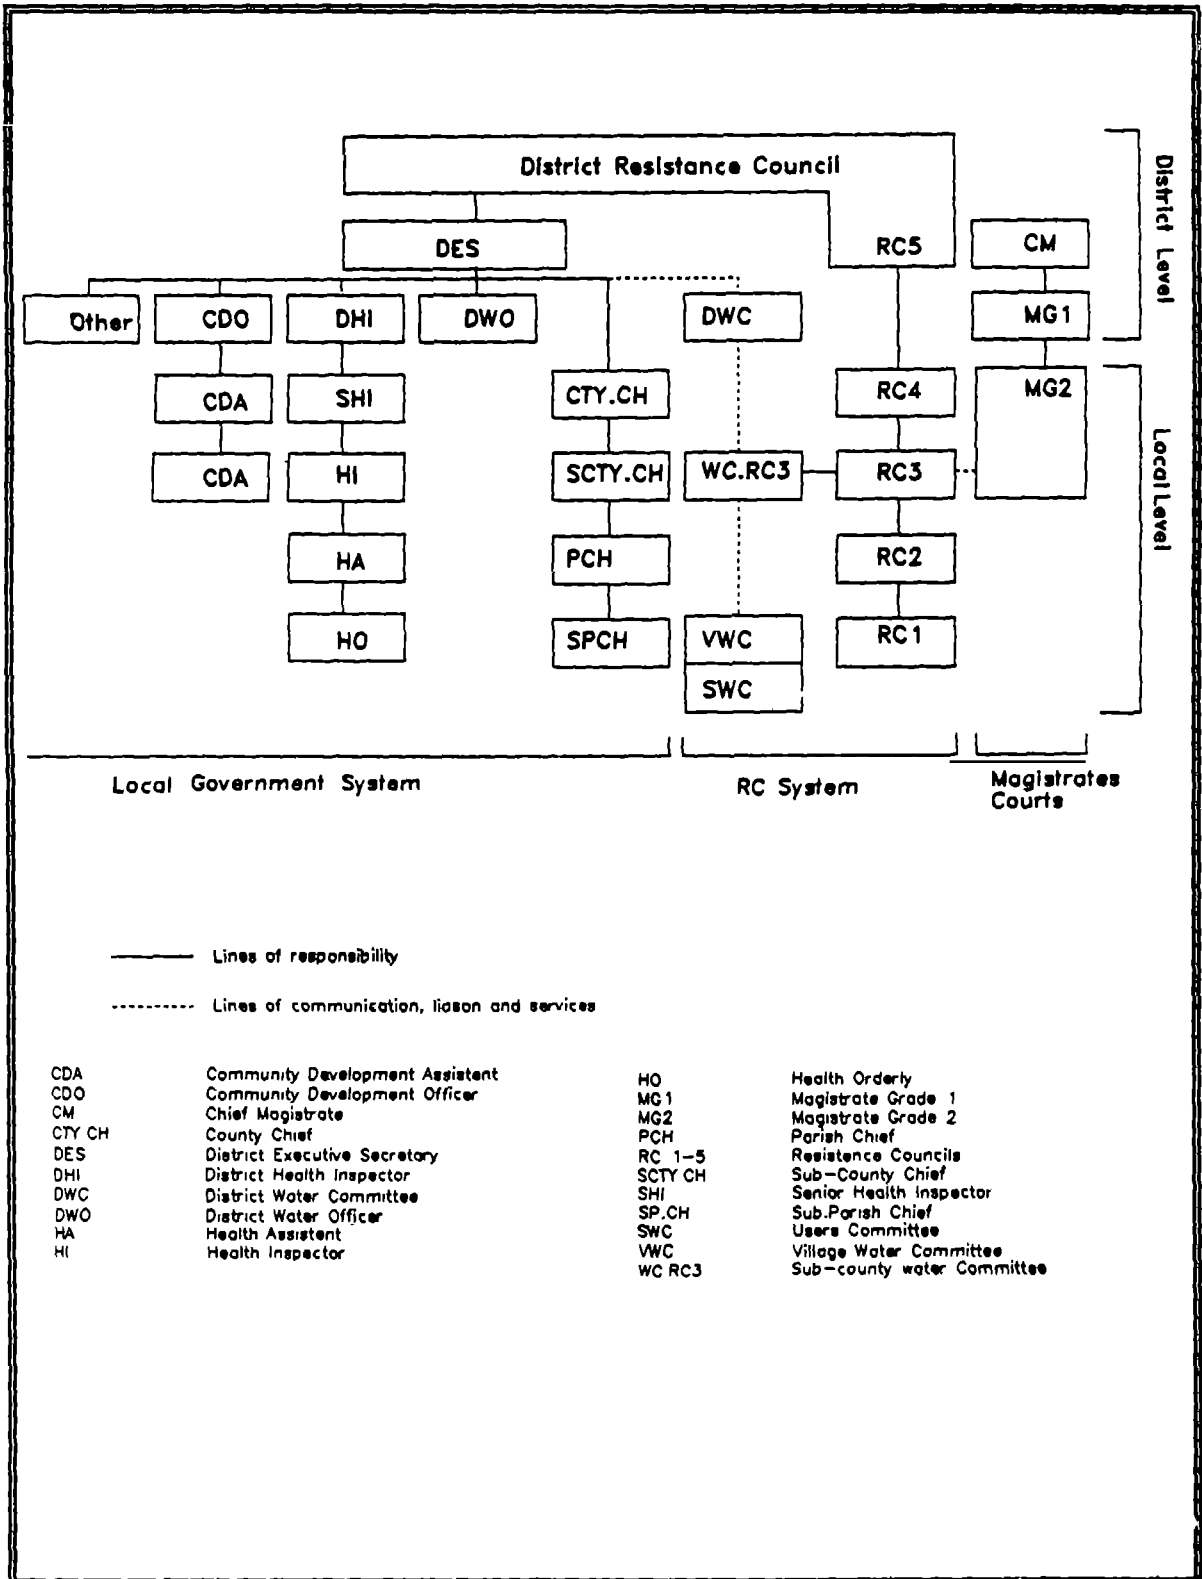 District Resistance Council
DES
RC5
CM
Other
CDO
DHI
DWO
DWC
MG1
CDA
SHI
CTY.CH
RC4
MG2
CDA
HI
SCTY.CH
WC.RC3
RC3
HA
PCH
RC2
HO
SPCH
VWC
RC1
SWC
District Level
Local Level
Local Government System
RC System
Magistrates
Courts
Lines of responsibility
Lines of communication, liason and services
CDA Community Development Assistent
CDO Community Development Officer
CM Chief Magistrate
CTY CH County Chief
DES District Executive Secretary
DHI District Health Inspector
DWC District Water Committee
DWO District Water Officer
HA Health Assistent
HI Health Inspector
HO Health Orderly
MG1 Magistrate Grade 1
MG2 Magistrate Grade 2
PCH Parish Chief
RC 1-5 Resistence Councils
SCTY CH Sub-County Chief
SHI Senior Health Inspector
SP.CH Sub.Parish Chief
SWC Users Committee
VWC Village Water Committee
WC RC3 Sub-county water Committee